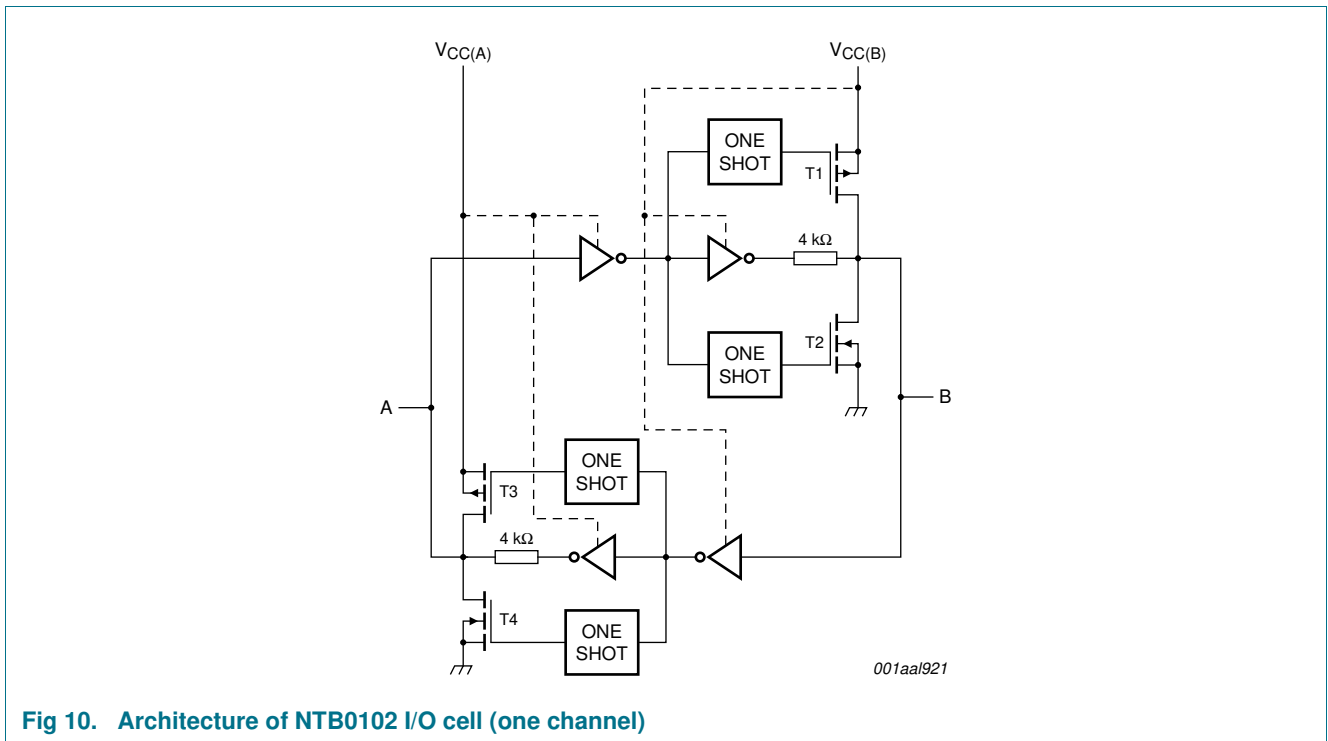 VCC(A)
VCC(B)
ONE
SHOT
T1
4 kΩ
ONE
SHOT
T2
A
B
ONE
SHOT
T3
4 kΩ
T4
ONE
SHOT
001aal921
Fig 10. Architecture of NTB0102 I/O cell (one channel)